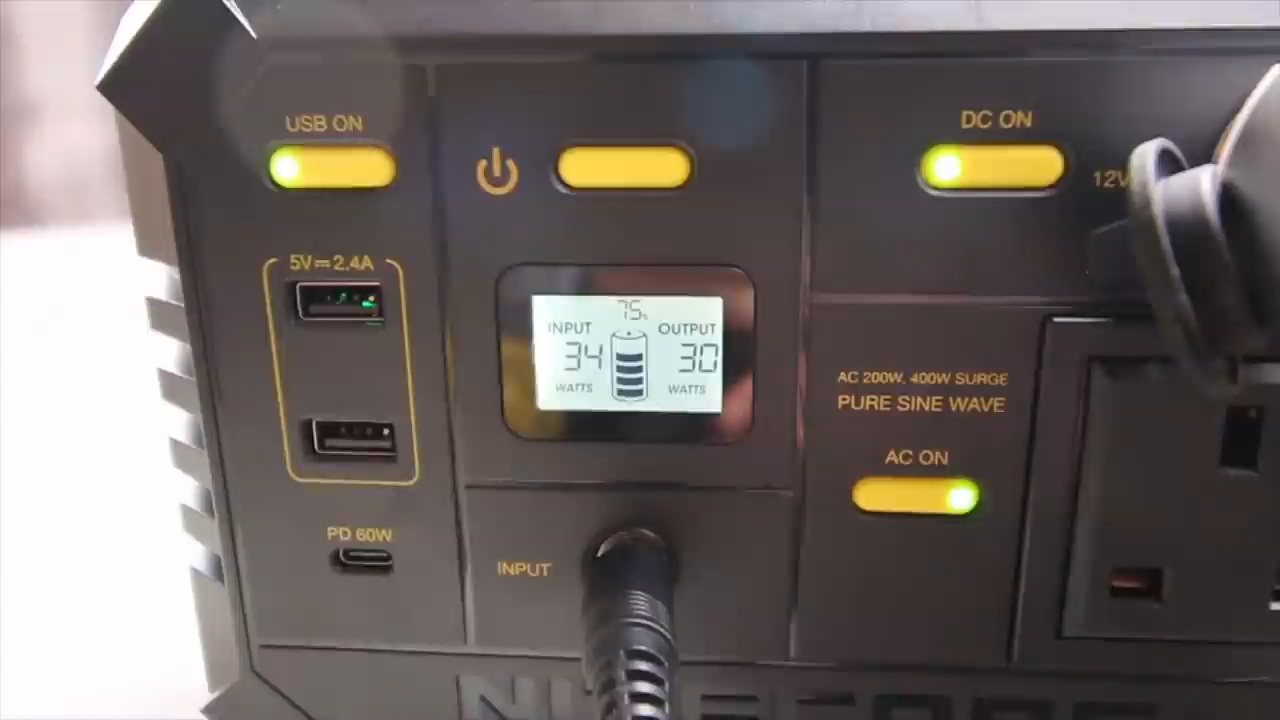 USB ON
DC ON
12V
5V⎓2.4A
75%
INPUT
OUTPUT
34
30
WATTS
WATTS
AC 200W, 400W SURGE
PURE SINE WAVE
AC ON
PD 60W
INPUT